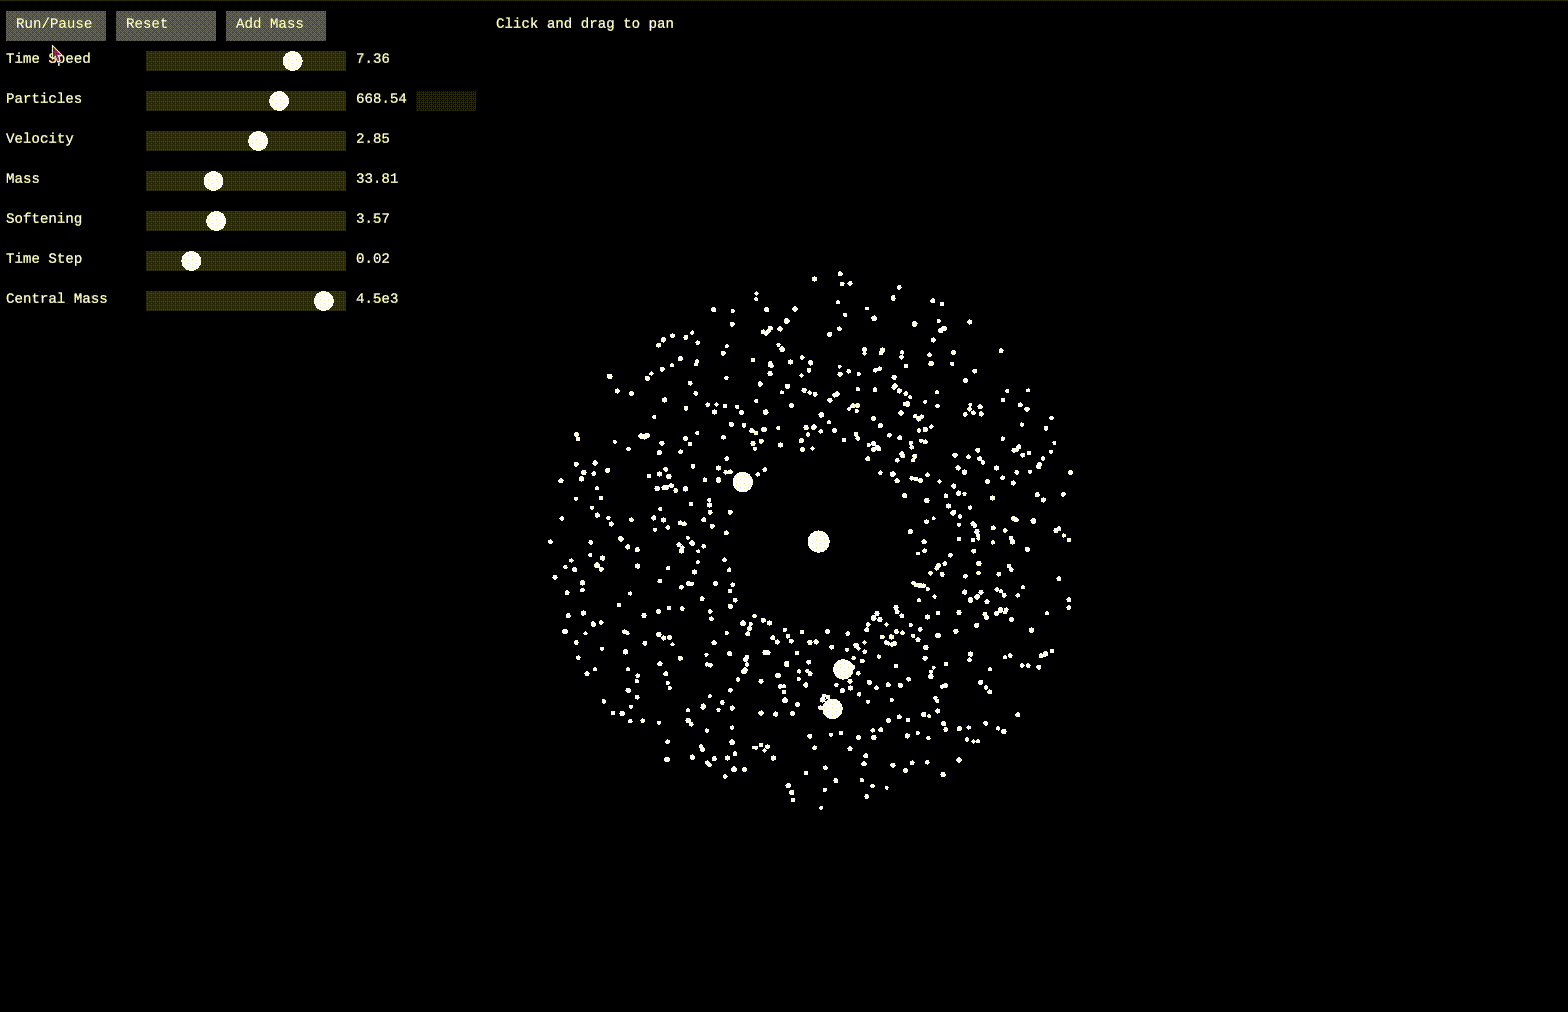 Run/Pause Reset Add Mass Click and drag to pan
Time Speed 7.36
Particles 668.54
Velocity 2.85
Mass 33.81
Softening 3.57
Time Step 0.02
Central Mass 4.5e3